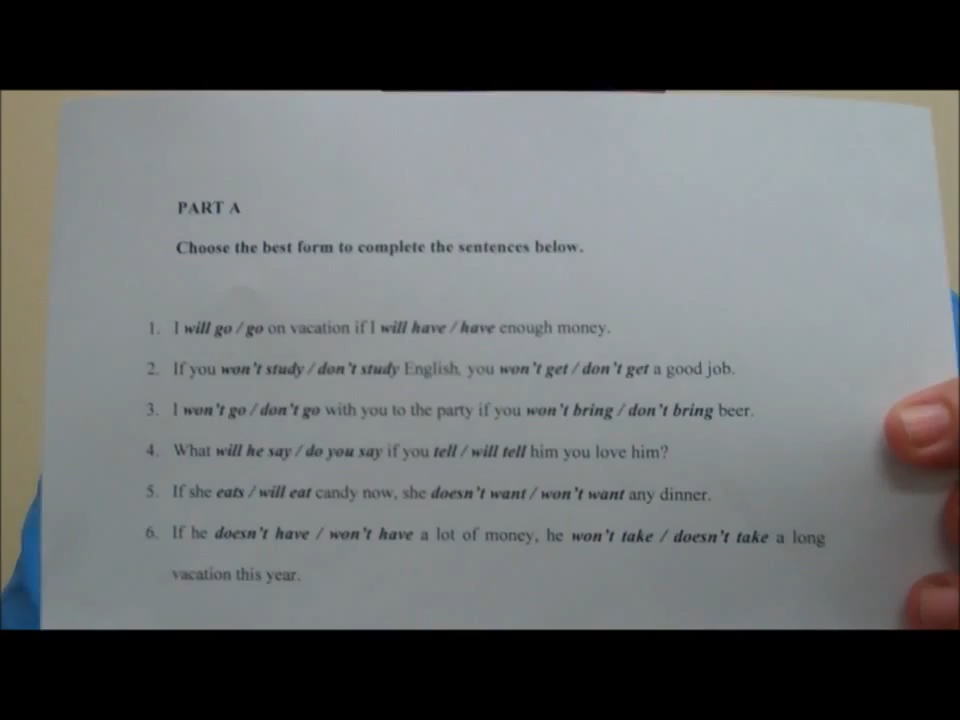 PART A
Choose the best form to complete the sentences below.
1. I will go / go on vacation if I will have / have enough money.
2. If you won't study / don't study English, you won't get / don't get a good job.
3. I won't go / don't go with you to the party if you won't bring / don't bring beer.
4. What will he say / do you say if you tell / will tell him you love him?
5. If she eats / will eat candy now, she doesn't want / won't want any dinner.
6. If he doesn't have / won't have a lot of money, he won't take / doesn't take a long
vacation this year.